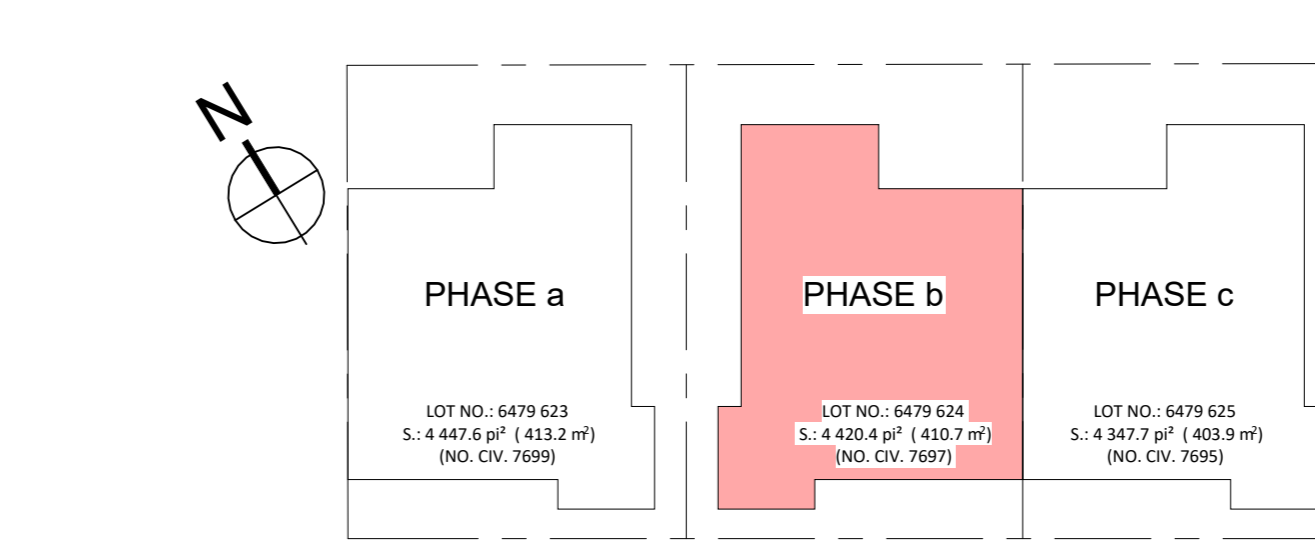 N
PHASE a
LOT NO.: 6479 623
S.: 4 447.6 pi² ( 413.2 m²)
(NO. CIV. 7699)
PHASE b
LOT NO.: 6479 624
S.: 4 420.4 pi² ( 410.7 m²)
(NO. CIV. 7697)
PHASE c
LOT NO.: 6479 625
S.: 4 347.7 pi² ( 403.9 m²)
(NO. CIV. 7695)